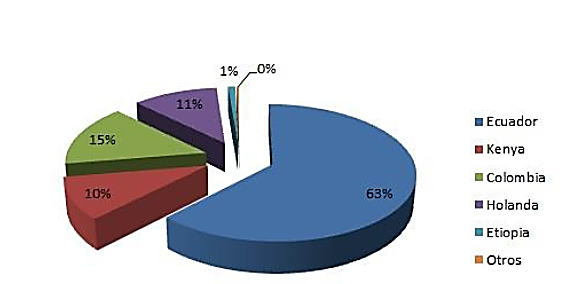 1%
0%
11%
15%
10%
63%
Ecuador
Kenya
Colombia
Holanda
Etiopia
Otros